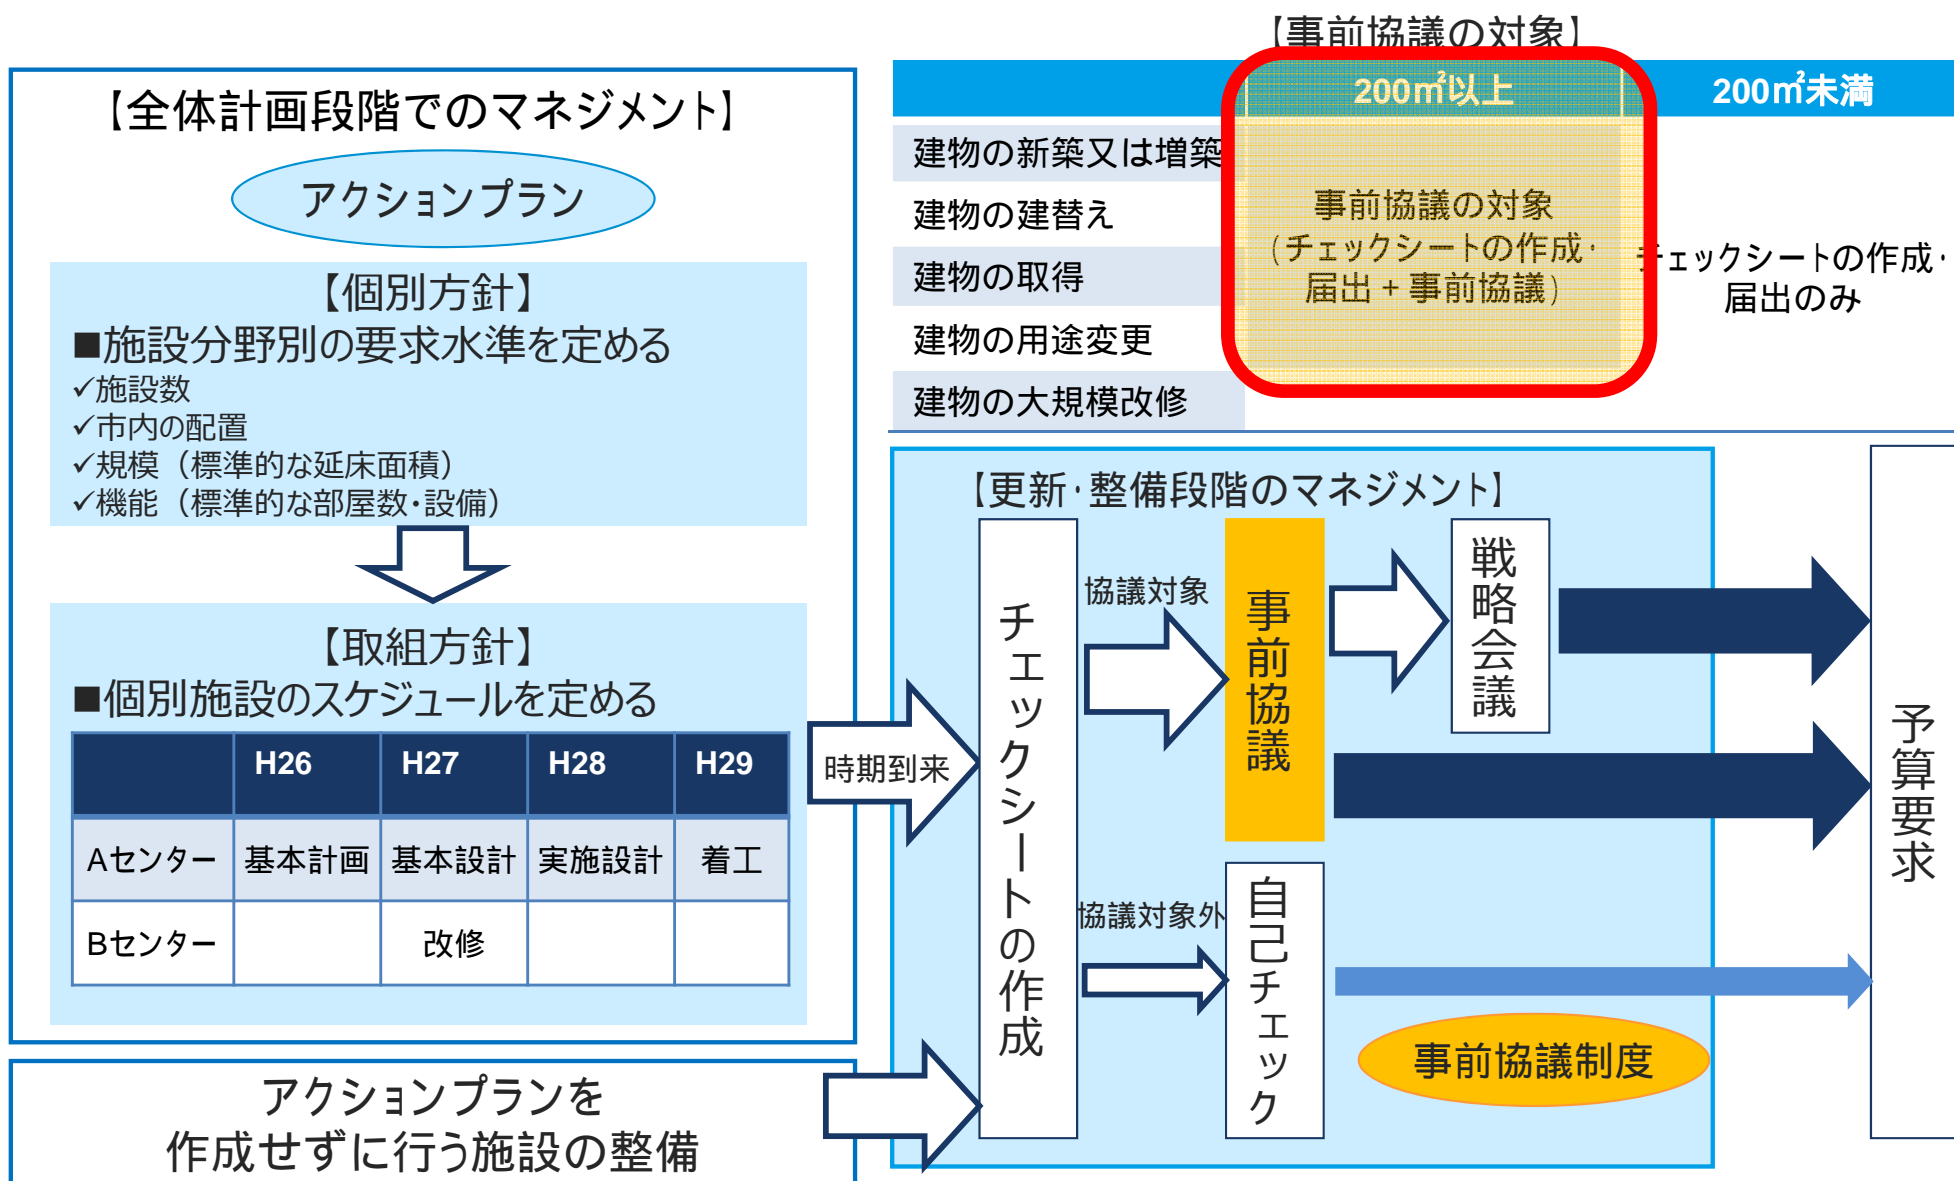 【全体計画段階でのマネジメント】
アクションプラン
【個別方針】
■施設分野別の要求水準を定める
✓施設数
✓市内の配置
✓規模（標準的な延床面積）
✓機能（標準的な部屋数・設備）
【取組方針】
■個別施設のスケジュールを定める
H26 H27 H28 H29
Aセンター 基本計画 基本設計 実施設計 着工
Bセンター 改修
アクションプランを
作成せずに行う施設の整備
時期到来
【事前協議の対象】
200㎡以上 200㎡未満
建物の新築又は増築
建物の建替え
建物の取得
建物の用途変更
建物の大規模改修
事前協議の対象
（チェックシートの作成・
届出+事前協議）
チェックシートの作成・
届出のみ
【更新・整備段階のマネジメント】
チェックシートの作成
協議対象
事前協議
戦略会議
協議対象外
自己チェック
事前協議制度
予算要求